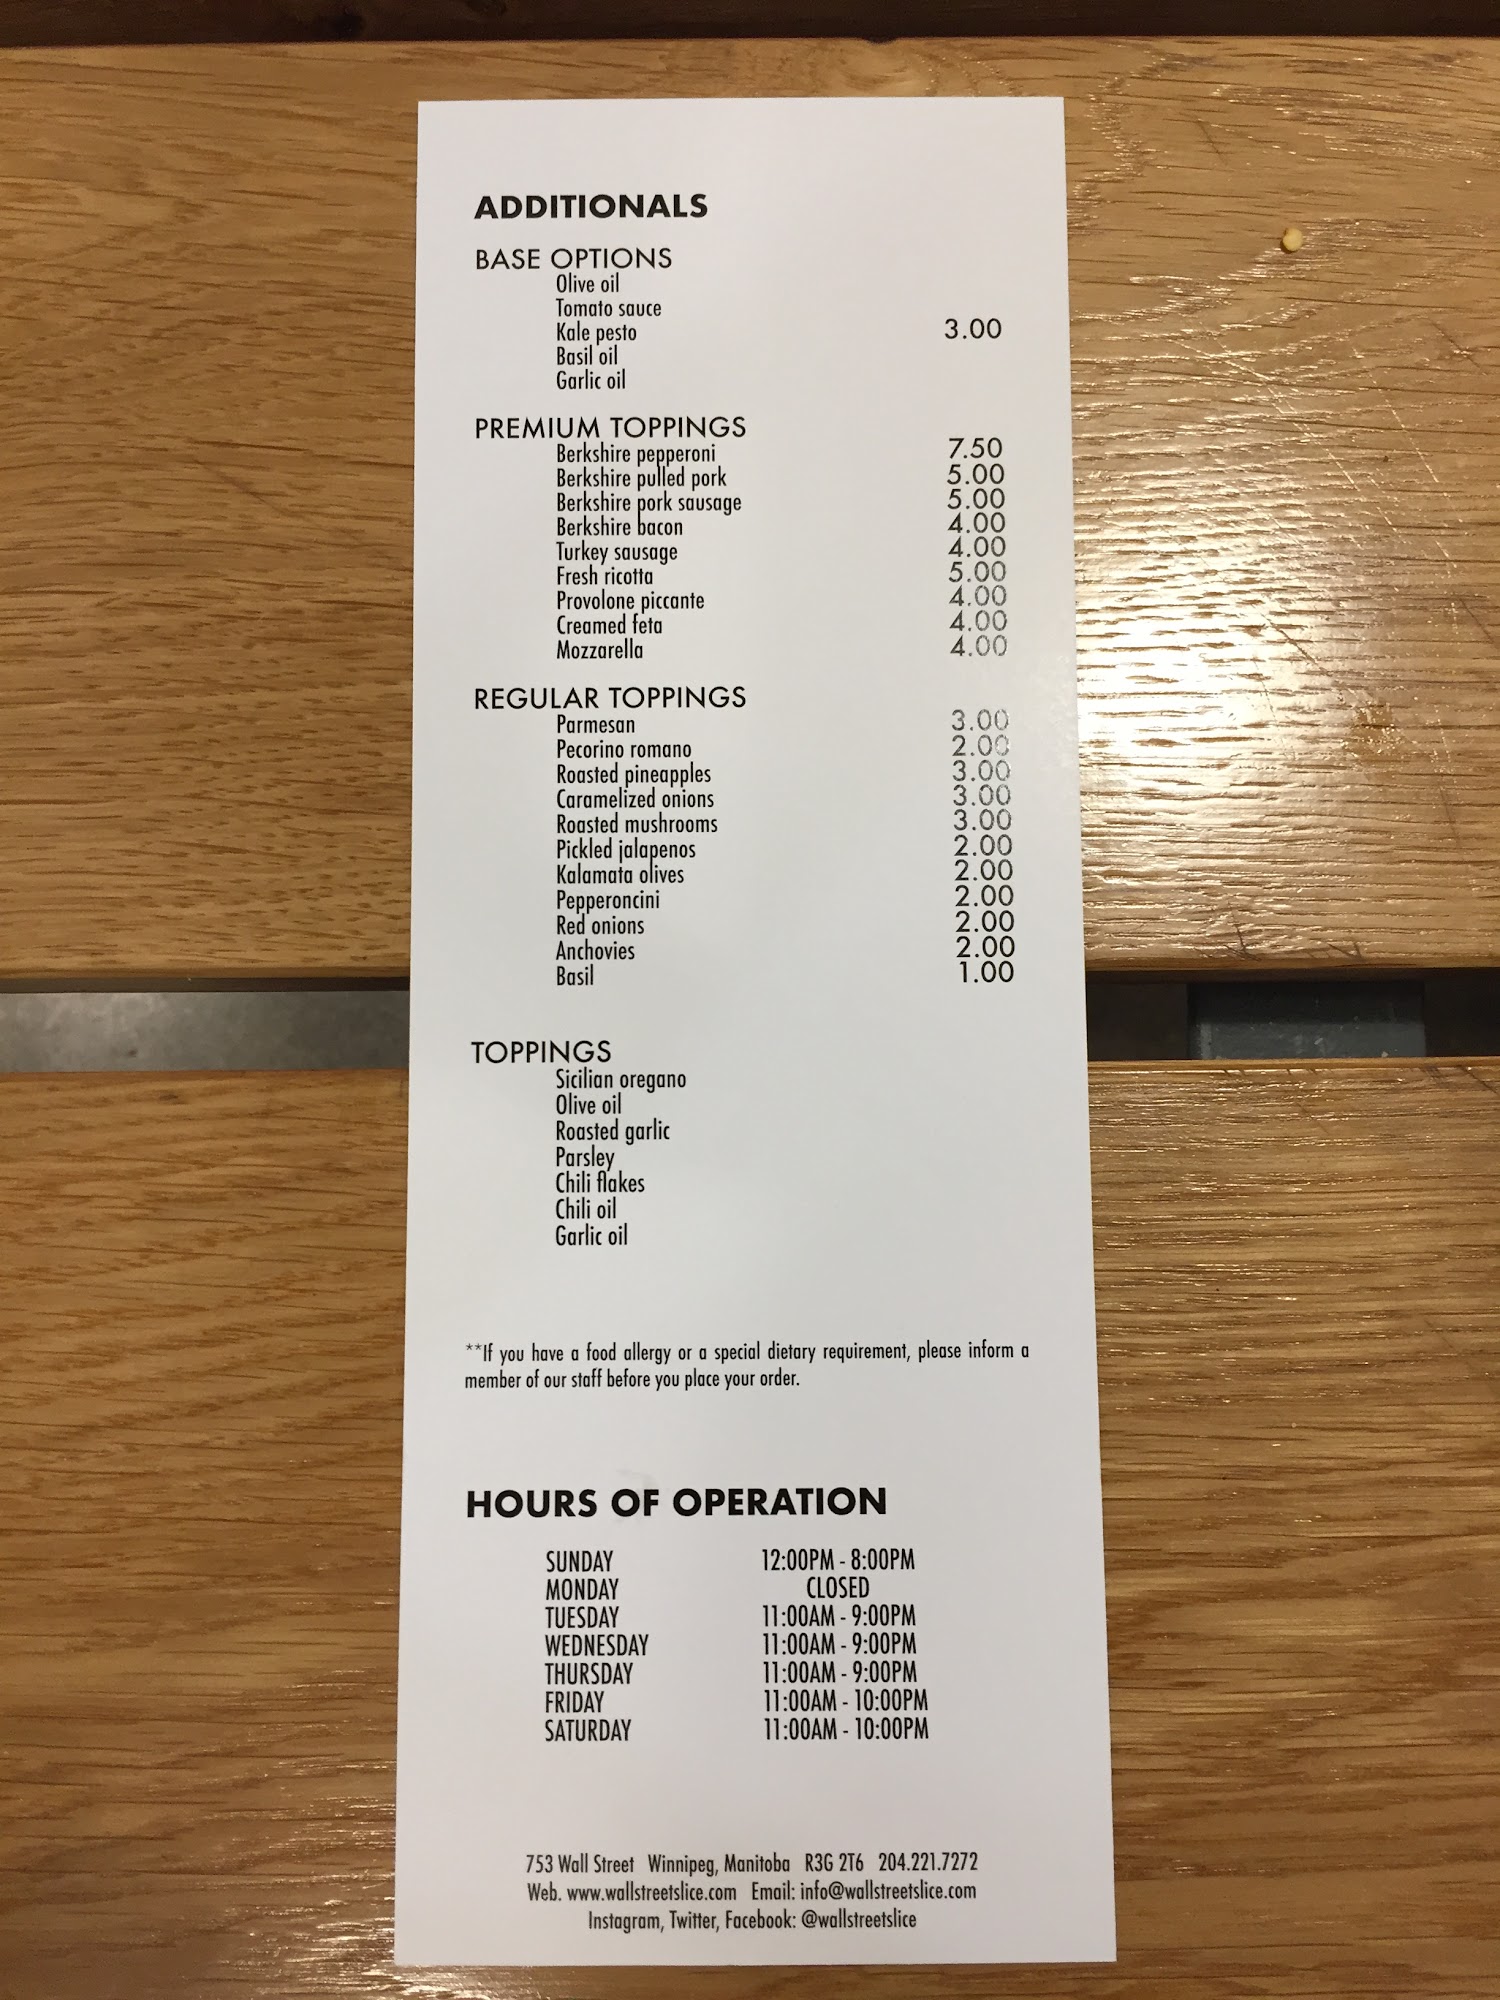 ADDITIONALS
BASE OPTIONS
Olive oil
Tomato sauce
Kale pesto 3.00
Basil oil
Garlic oil
PREMIUM TOPPINGS
Berkshire pepperoni 7.50
Berkshire pulled pork 5.00
Berkshire pork sausage 5.00
Berkshire bacon 4.00
Turkey sausage 4.00
Fresh ricotta 5.00
Provolone piccante 4.00
Creamed feta 4.00
Mozzarella 4.00
REGULAR TOPPINGS
Parmesan 3.00
Pecorino romano 2.00
Roasted pineapples 3.00
Caramelized onions 3.00
Roasted mushrooms 3.00
Pickled jalapenos 2.00
Kalamata olives 2.00
Pepperoncini 2.00
Red onions 2.00
Anchovies 2.00
Basil 1.00
TOPPINGS
Sicilian oregano
Olive oil
Roasted garlic
Parsley
Chili flakes
Chili oil
Garlic oil
**If you have a food allergy or a special dietary requirement, please inform a
member of our staff before you place your order.
HOURS OF OPERATION
SUNDAY 12:00PM - 8:00PM
MONDAY CLOSED
TUESDAY 11:00AM - 9:00PM
WEDNESDAY 11:00AM - 9:00PM
THURSDAY 11:00AM - 9:00PM
FRIDAY 11:00AM - 10:00PM
SATURDAY 11:00AM - 10:00PM
753 Wall Street Winnipeg, Manitoba R3G 2T6 204.221.7272
Web. www.wallstreetslice.com Email: info@wallstreetslice.com
Instagram, Twitter, Facebook: @wallstreetslice